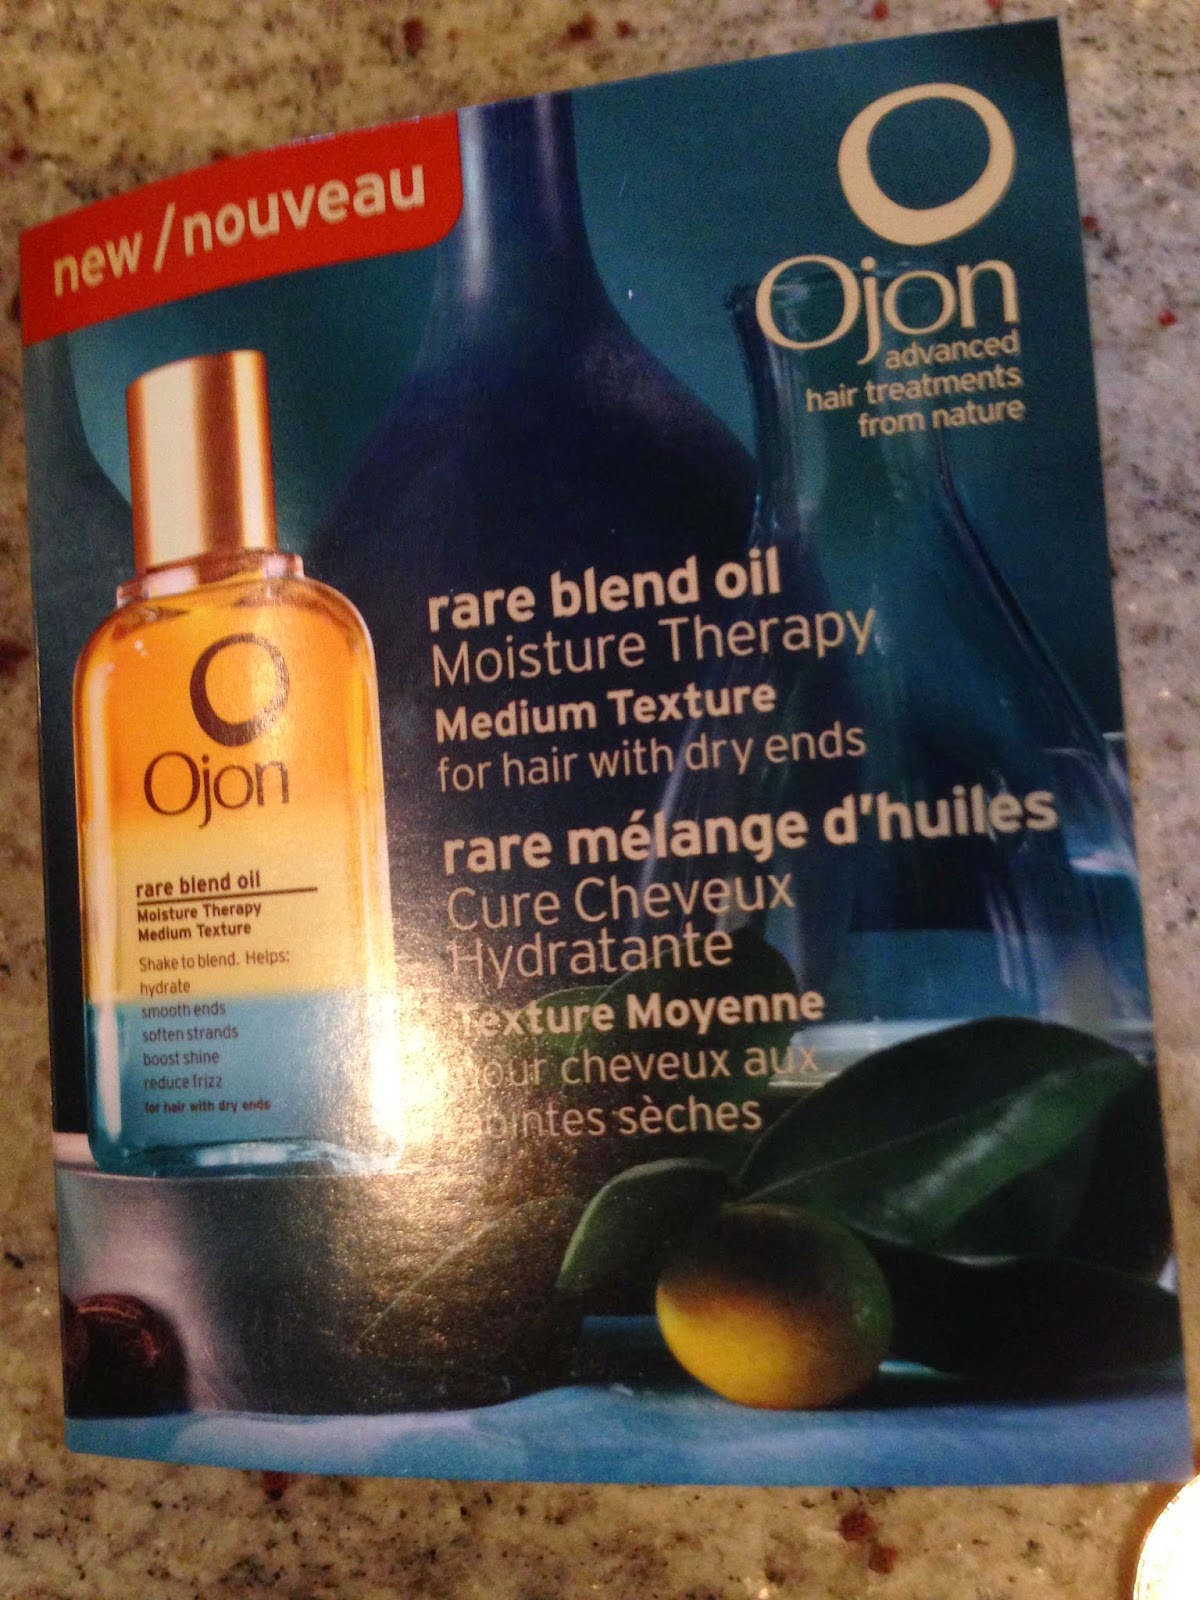 new/nouveau
Ojon
advanced
hair treatments
from nature
rare blend oil
Moisture Therapy
Medium Texture
for hair with dry ends
rare mélange d'huiles
Cure Cheveux
Hydratante
Texture Moyenne
pour cheveux aux
pointes sèches
Ojon
rare blend oil
Moisture Therapy
Medium Texture
Shake to blend. Helps:
hydrate
smooth ends
soften strands
boost shine
reduce frizz
for hair with dry ends